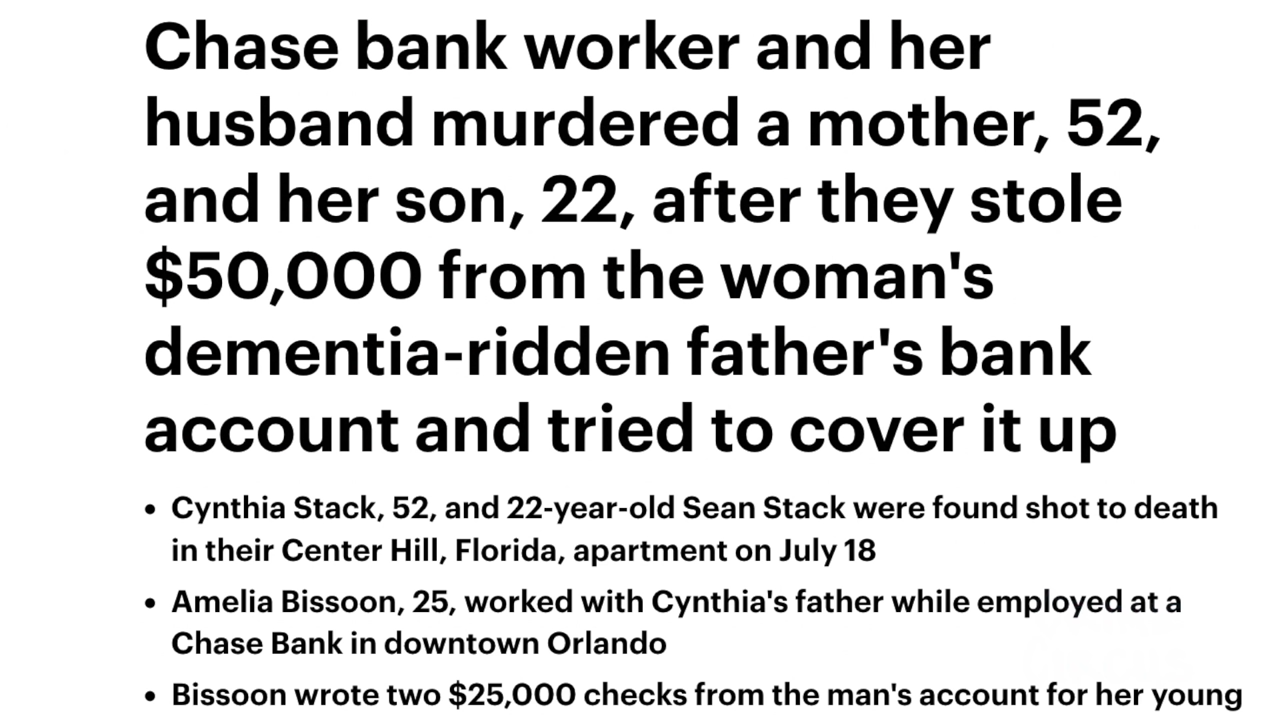 Chase bank worker and her
husband murdered a mother, 52,
and her son, 22, after they stole
$50,000 from the woman's
dementia-ridden father's bank
account and tried to cover it up
• Cynthia Stack, 52, and 22-year-old Sean Stack were found shot to death
in their Center Hill, Florida, apartment on July 18
• Amelia Bissoon, 25, worked with Cynthia's father while employed at a
Chase Bank in downtown Orlando
• Bissoon wrote two $25,000 checks from the man's account for her young